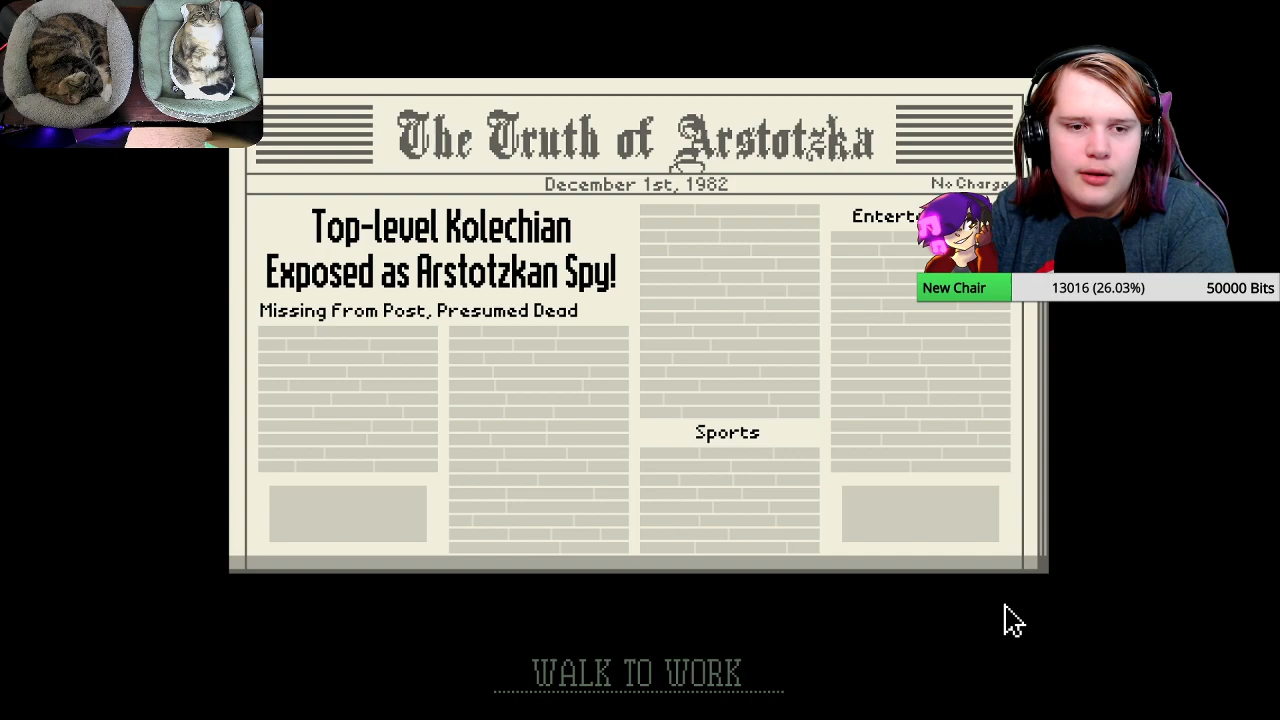 The Truth of Arstotzka
December 1st, 1982
No Charge
Top-level Kolechian
Exposed as Arstotzkan Spy!
Missing From Post, Presumed Dead
Sports
New Chair
13016 (26.03%)
50000 Bits
WALK TO WORK